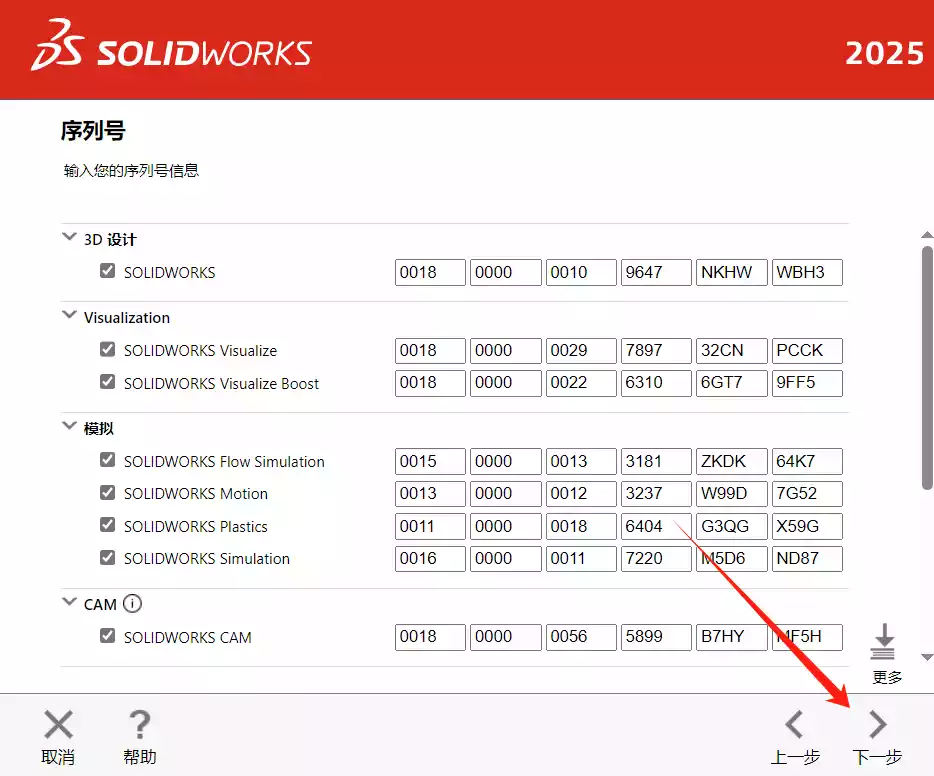 DS SOLIDWORKS 2025
序列号
输入您的序列号信息
3D 设计
SOLIDWORKS 0018 0000 0010 9647 NKHW WBH3
Visualization
SOLIDWORKS Visualize 0018 0000 0029 7897 32CN PCCK
SOLIDWORKS Visualize Boost 0018 0000 0022 6310 6GT7 9FF5
模拟
SOLIDWORKS Flow Simulation 0015 0000 0013 3181 ZKDK 64K7
SOLIDWORKS Motion 0013 0000 0012 3237 W99D 7G52
SOLIDWORKS Plastics 0011 0000 0018 6404 G3QG X59G
SOLIDWORKS Simulation 0016 0000 0011 7220 ND87
CAM
SOLIDWORKS CAM 0018 0000 0056 5899 B7HY
更多
取消 帮助 上一步 下一步